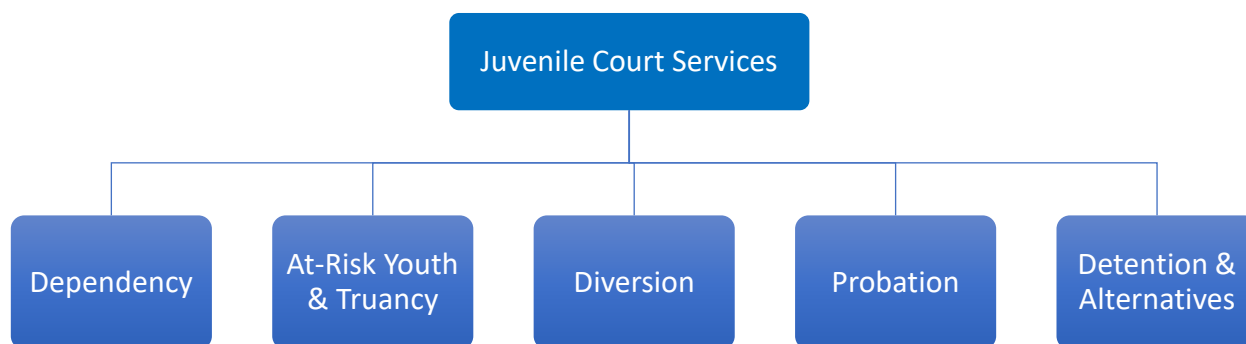 Juvenile Court Services
Dependency
At-Risk Youth
& Truancy
Diversion
Probation
Detention &
Alternatives